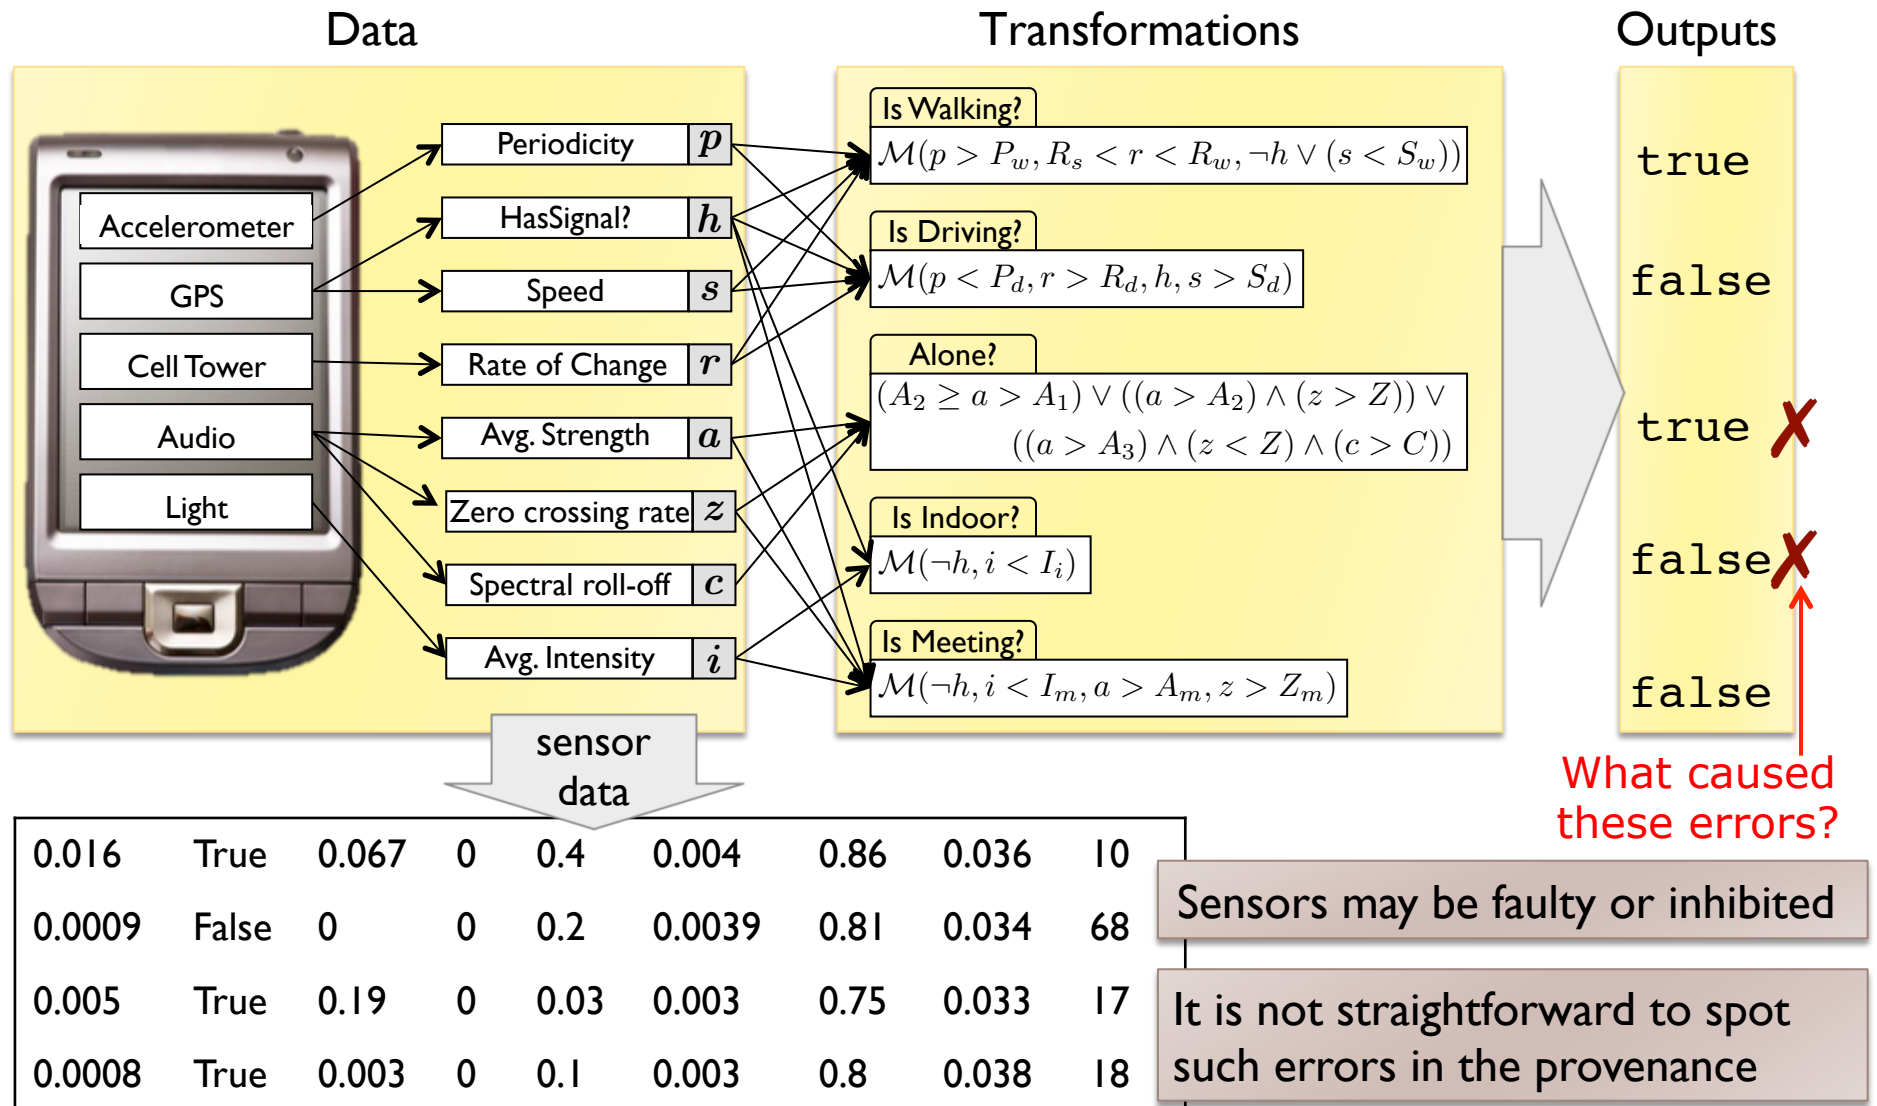 Data
Transformations
Outputs
Accelerometer
GPS
Cell Tower
Audio
Light
Periodicity p
HasSignal? h
Speed s
Rate of Change r
Avg. Strength a
Zero crossing rate z
Spectral roll-off c
Avg. Intensity i
Is Walking?
M(p > P_w, R_s < r < R_w, ¬h ∨ (s < S_w))
Is Driving?
M(p < P_d, r > R_d, h, s > S_d)
Alone?
(A_2 ≥ a > A_1) ∨ ((a > A_2) ∧ (z > Z)) ∨
((a > A_3) ∧ (z < Z) ∧ (c > C))
Is Indoor?
M(¬h, i < I_i)
Is Meeting?
M(¬h, i < I_m, a > A_m, z > Z_m)
true
false
true ✗
false ✗
false
What caused
these errors?
sensor
data
0.016 True 0.067 0 0.4 0.004 0.86 0.036 10
0.0009 False 0 0 0.2 0.0039 0.81 0.034 68
0.005 True 0.19 0 0.03 0.003 0.75 0.033 17
0.0008 True 0.003 0 0.1 0.003 0.8 0.038 18
Sensors may be faulty or inhibited
It is not straightforward to spot
such errors in the provenance